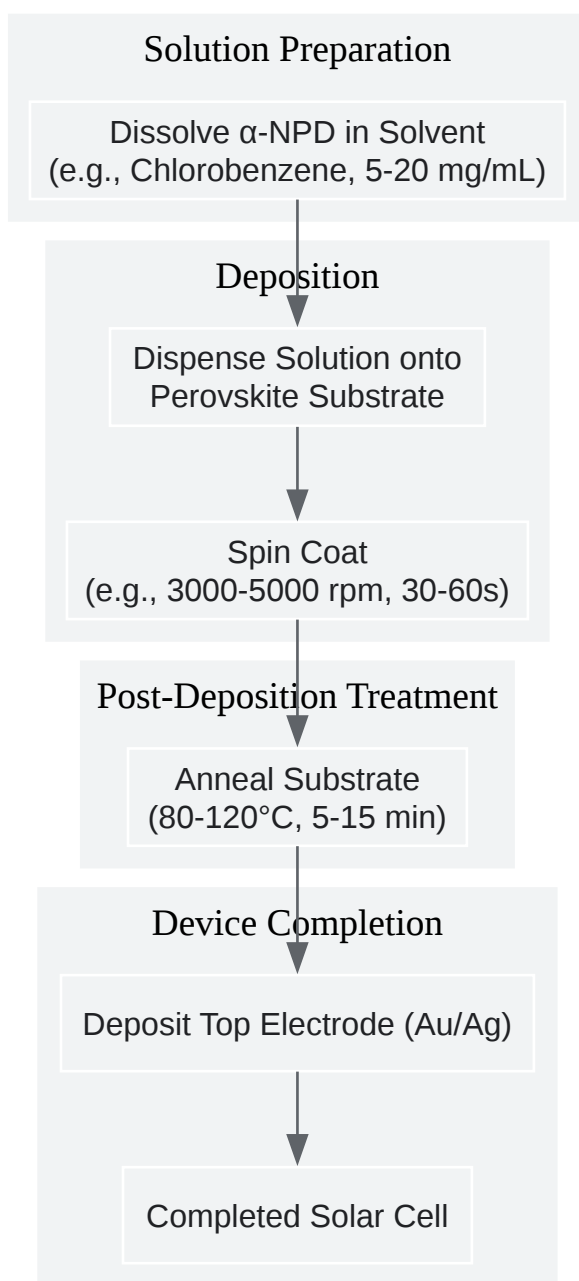 Solution Preparation
Dissolve α-NPD in Solvent
(e.g., Chlorobenzene, 5-20 mg/mL)
Deposition
Dispense Solution onto
Perovskite Substrate
Spin Coat
(e.g., 3000-5000 rpm, 30-60s)
Post-Deposition Treatment
Anneal Substrate
(80-120°C, 5-15 min)
Device Completion
Deposit Top Electrode (Au/Ag)
Completed Solar Cell